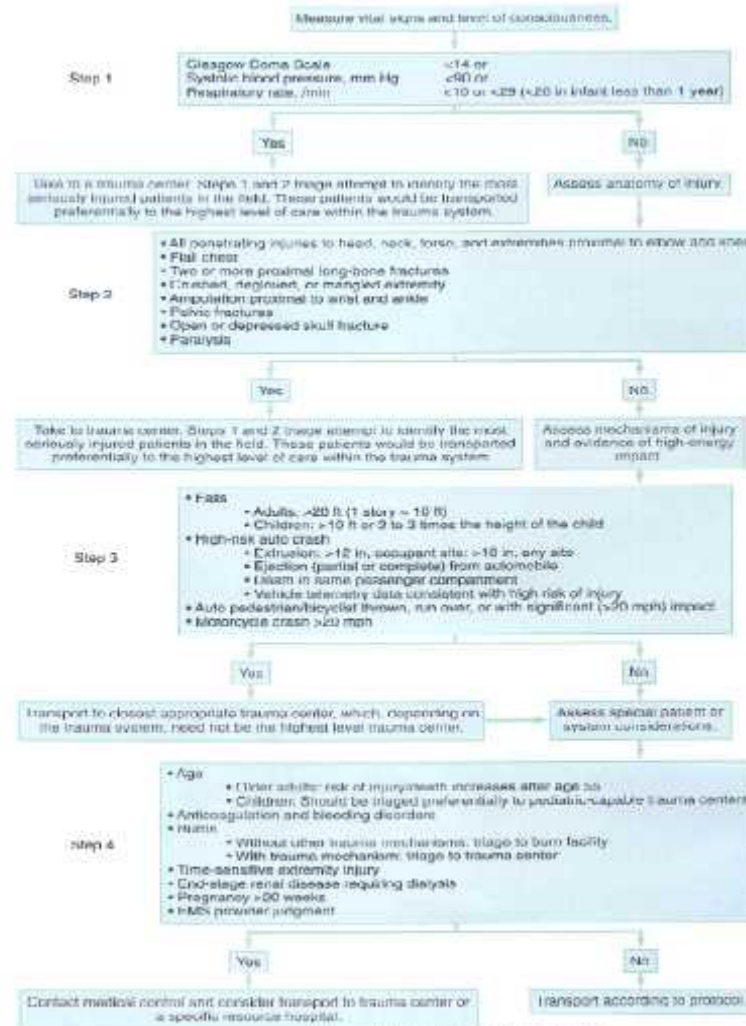 Measure vital signs and level of consciousness.
Step 1
Glasgow Coma Scale <14 or
Systolic blood pressure, mm Hg <90 or
Respiratory rate, /min <10 or <29 (<20 in infant less than 1 year)
Yes
No
Take to a trauma center. Steps 1 and 2 triage attempt to identify the most
seriously injured patients in the field. These patients would be transported
preferentially to the highest level of care within the trauma system.
Assess anatomy of injury.
Step 2
• All penetrating injuries to head, neck, torso, and extremities proximal to elbow and knee
• Flail chest
• Two or more proximal long-bone fractures
• Crushed, degloved, or mangled extremity
• Amputation proximal to wrist and ankle
• Pelvic fractures
• Open or depressed skull fracture
• Paralysis
Yes
No
Take to trauma center. Steps 1 and 2 triage attempt to identify the most
seriously injured patients in the field. These patients would be transported
preferentially to the highest level of care within the trauma system
Assess mechanisms of injury
and evidence of high-energy
impact
Step 3
• Falls
• Adults: >20 ft (1 story = 10 ft)
• Children: >10 ft or 2 to 3 times the height of the child
• High-risk auto crash
• >12 in, occupant site; >18 in, any site
• Ejection (partial or complete) from automobile
• Death in same passenger compartment
• Vehicle telemetry data consistent with high risk of injury
• Auto pedestrian/bicyclist thrown, run over, or with significant (>20 mph) impact
• Motorcycle crash >20 mph
Yes
No
Transport to closest appropriate trauma center, which, depending on
the trauma system, need not be the highest level trauma center.
Assess special patient or
system considerations.
Step 4
• Age
• Older adults: risk of injury/death increases after age 55
• Children: Should be triaged preferentially to pediatric-capable trauma centers
• Anticoagulation and bleeding disorders
• Burns
• Without other trauma mechanisms: triage to burn facility
• With trauma mechanism: triage to trauma center
• Time-sensitive extremity injury
• End-stage renal disease requiring dialysis
• Pregnancy >20 weeks
• EMS provider judgment
Yes
No
Contact medical control and consider transport to trauma center or
a specific resource hospital.
Transport according to protocol.